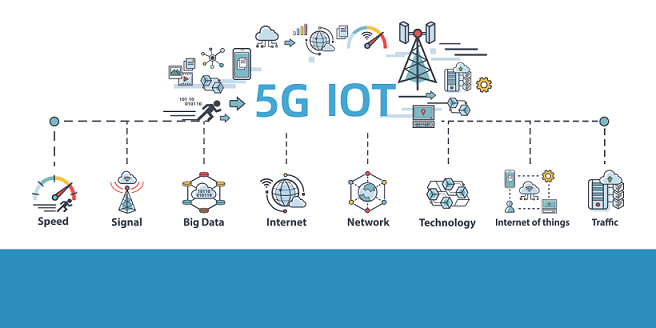 101 10
010110
5G IOT
Speed
Signal
10110
010110
Big Data
Internet
Network
Technology
Internet of things
Traffic